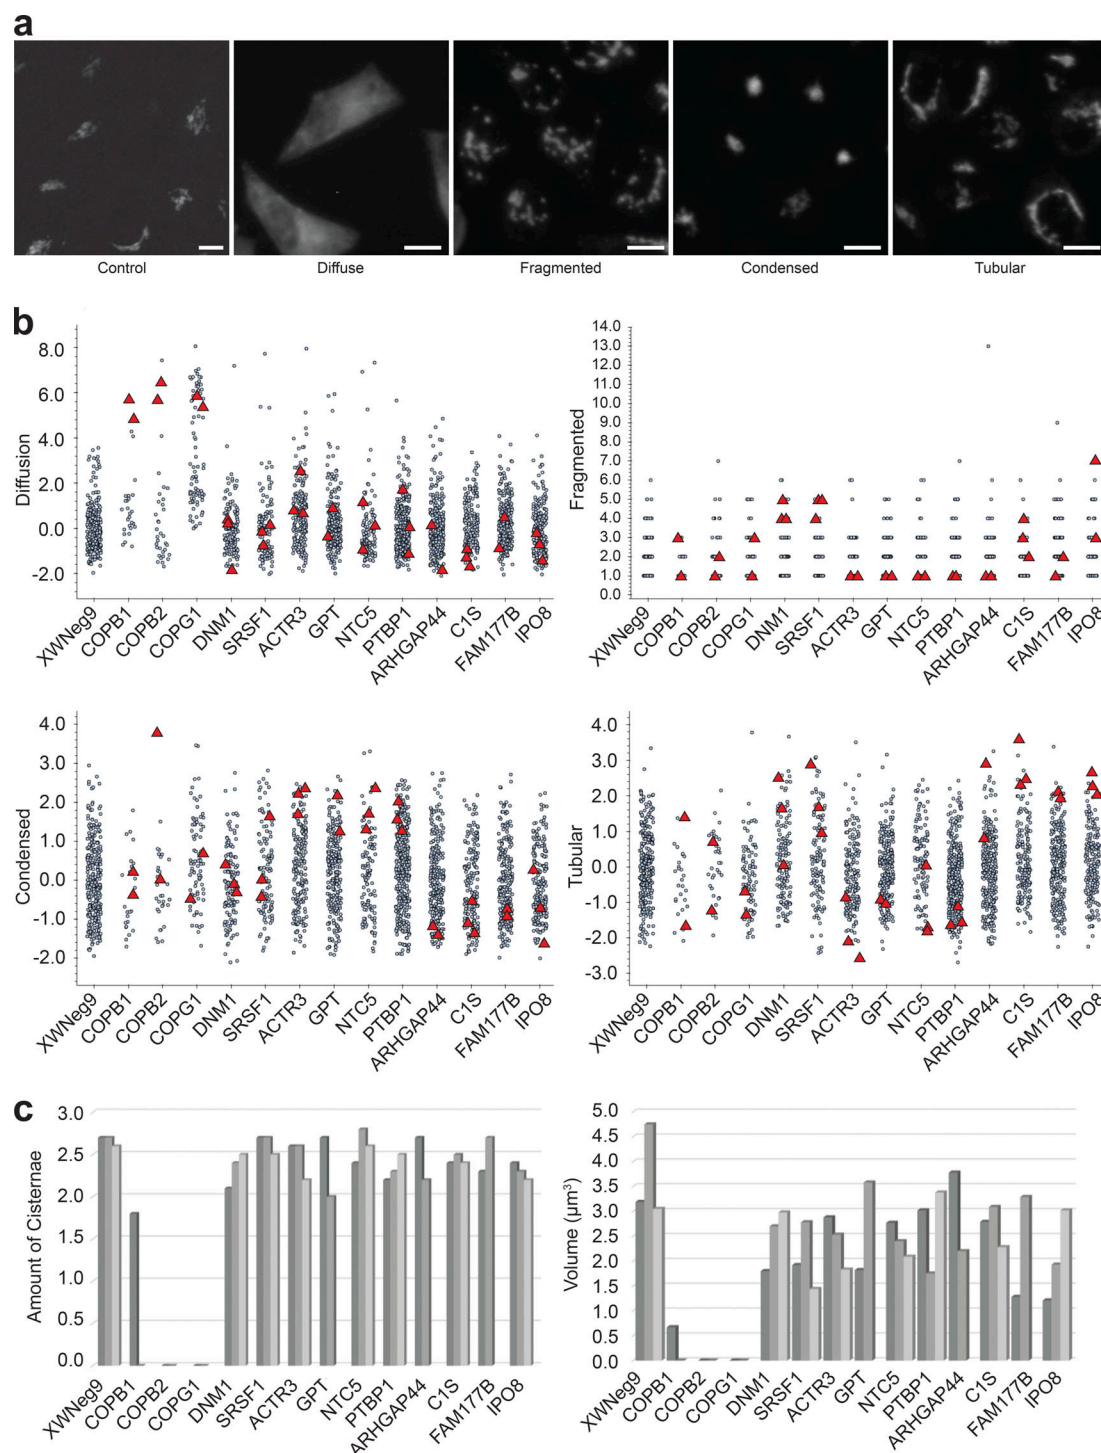 a
Control
Diffuse
Fragmented
Condensed
Tubular
b
Diffusion
8.0
6.0
4.0
2.0
0.0
-2.0
XWNeg9
COPB1
COPB2
COPG1
DNM1
SRSF1
ACTR3
GPT
NTC5
PTBP1
ARHGAP44
C1S
FAM177B
IPO8
Fragmented
14.0
13.0
12.0
11.0
10.0
9.0
8.0
7.0
6.0
5.0
4.0
3.0
2.0
1.0
0.0
XWNeg9
COPB1
COPB2
COPG1
DNM1
SRSF1
ACTR3
GPT
NTC5
PTBP1
ARHGAP44
C1S
FAM177B
IPO8
Condensed
4.0
3.0
2.0
1.0
0.0
-1.0
-2.0
XWNeg9
COPB1
COPB2
COPG1
DNM1
SRSF1
ACTR3
GPT
NTC5
PTBP1
ARHGAP44
C1S
FAM177B
IPO8
Tubular
4.0
3.0
2.0
1.0
0.0
-1.0
-2.0
-3.0
XWNeg9
COPB1
COPB2
COPG1
DNM1
SRSF1
ACTR3
GPT
NTC5
PTBP1
ARHGAP44
C1S
FAM177B
IPO8
c
Amount of Cisternae
3.0
2.5
2.0
1.5
1.0
0.5
0.0
XWNeg9
COPB1
COPB2
COPG1
DNM1
SRSF1
ACTR3
GPT
NTC5
PTBP1
ARHGAP44
C1S
FAM177B
IPO8
Volume (µm³)
5.0
4.5
4.0
3.5
3.0
2.5
2.0
1.5
1.0
0.5
0.0
XWNeg9
COPB1
COPB2
COPG1
DNM1
SRSF1
ACTR3
GPT
NTC5
PTBP1
ARHGAP44
C1S
FAM177B
IPO8